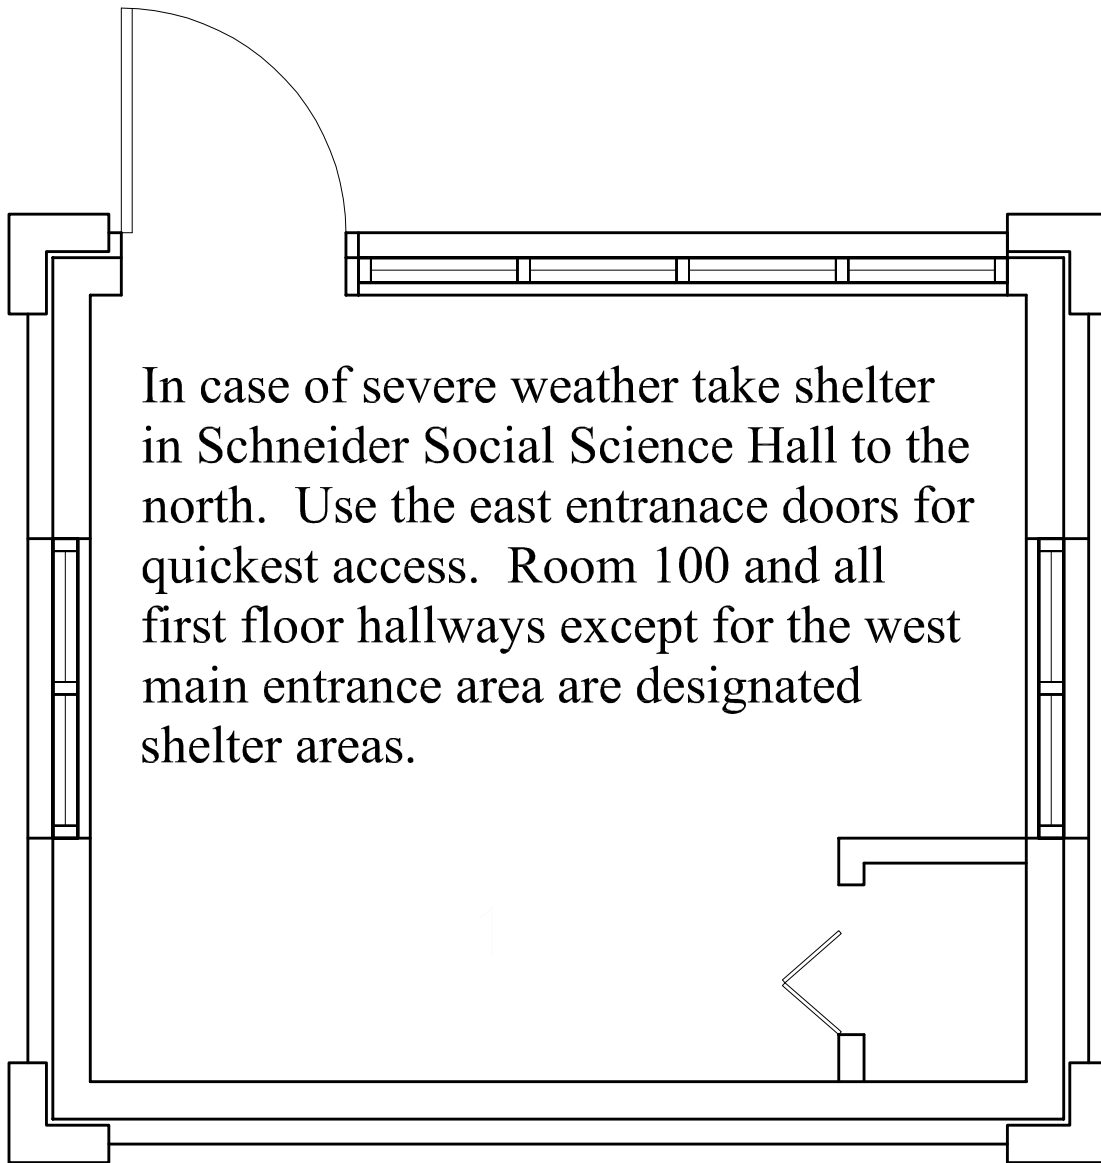 In case of severe weather take shelter
in Schneider Social Science Hall to the
north.  Use the east entranace doors for
quickest access.  Room 100 and all
first floor hallways except for the west
main entrance area are designated
shelter areas.